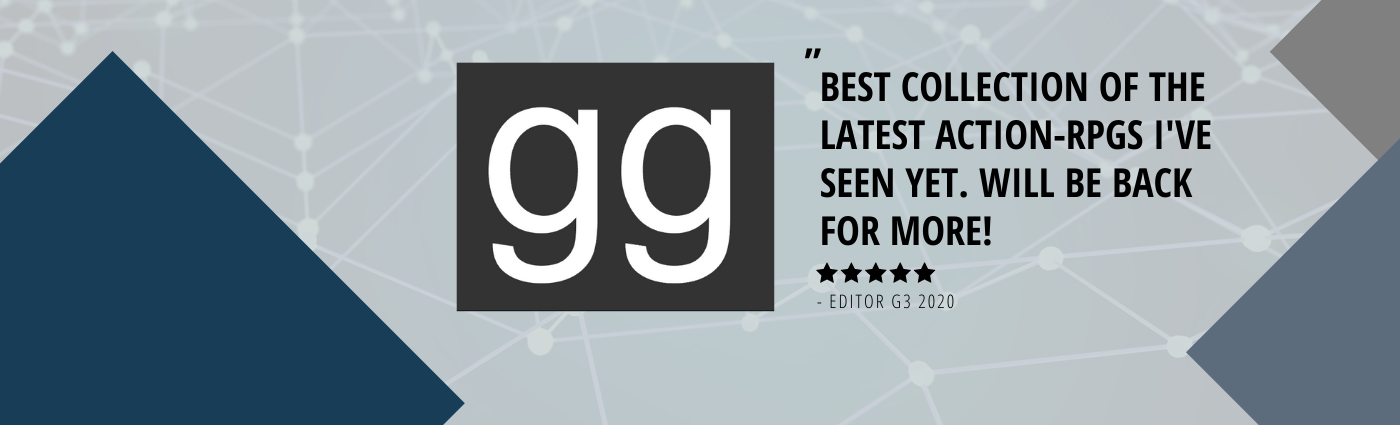 gg
”
BEST COLLECTION OF THE
LATEST ACTION-RPGS I'VE
SEEN YET. WILL BE BACK
FOR MORE!
★★★★★
- EDITOR G3 2020